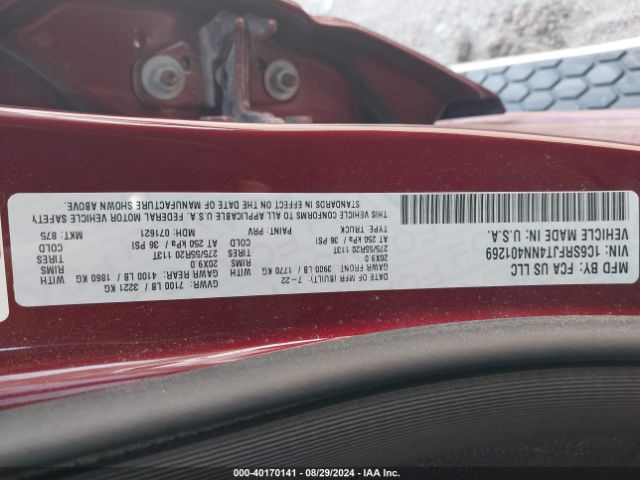 MFD BY: FCA US LLC
DATE OF MFR (BUILT): 7-22 GVWR: 7100 LB / 3221 KG
GAWR FRONT: 3900 LB / 1770 KG WITH GAWR REAR: 4100 LB / 1860 KG WITH
20X9.0 RIMS 20X9.0 RIMS
275/55R20 113T TIRES 275/55R20 113T TIRES
AT 250 kPa / 36 PSI COLD AT 250 kPa / 36 PSI COLD
VIN: 1C6SRFJT4NN401269
VEHICLE MADE IN: U.S.A.
TYPE: TRUCK PAINT: PRV MDH: 071621 MKT: 875
THIS VEHICLE CONFORMS TO ALL APPLICABLE U.S.A. FEDERAL MOTOR VEHICLE SAFETY
STANDARDS IN EFFECT ON THE DATE OF MANUFACTURE SHOWN ABOVE.
000-40170141 - 08/29/2024 - IAA Inc.